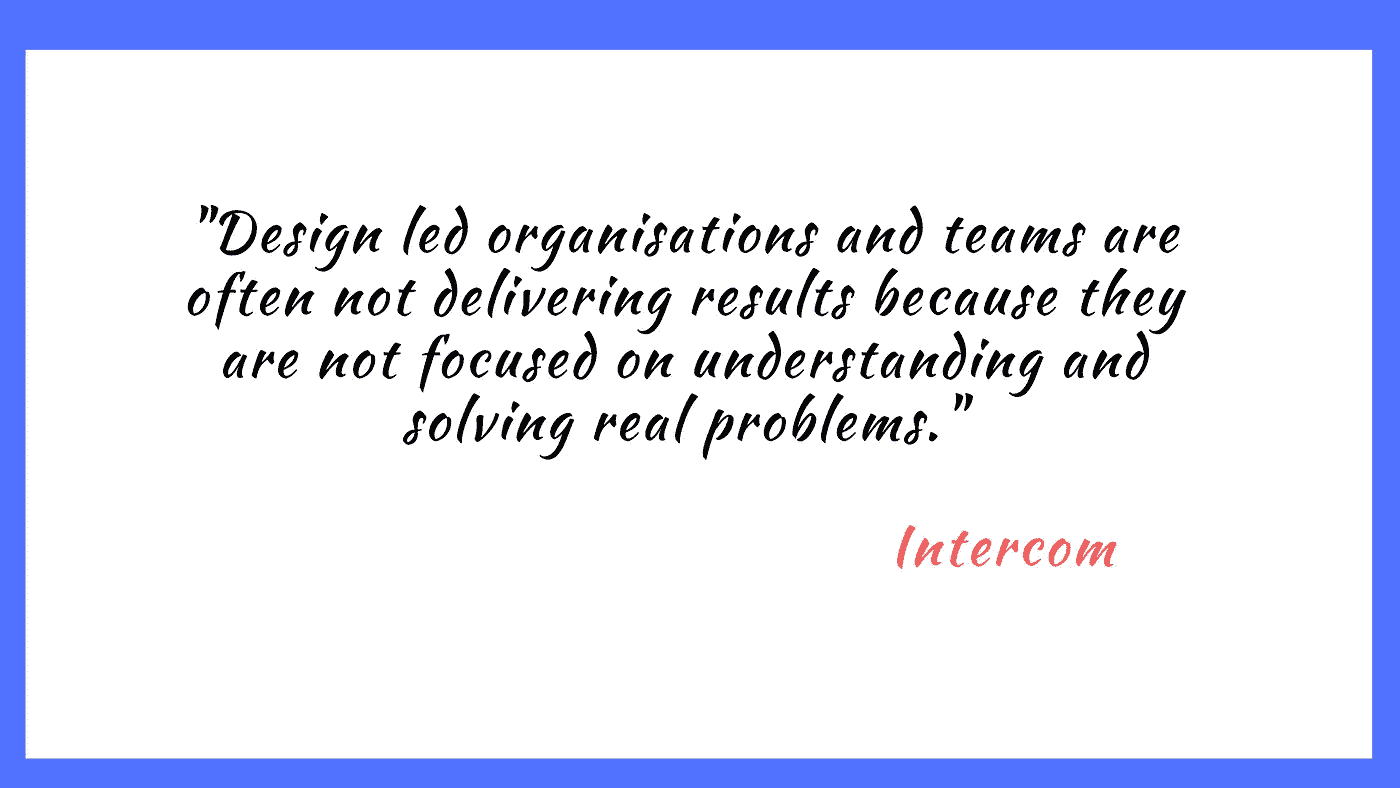 "Design led organisations and teams are
often not delivering results because they
are not focused on understanding and
solving real problems."
Intercom